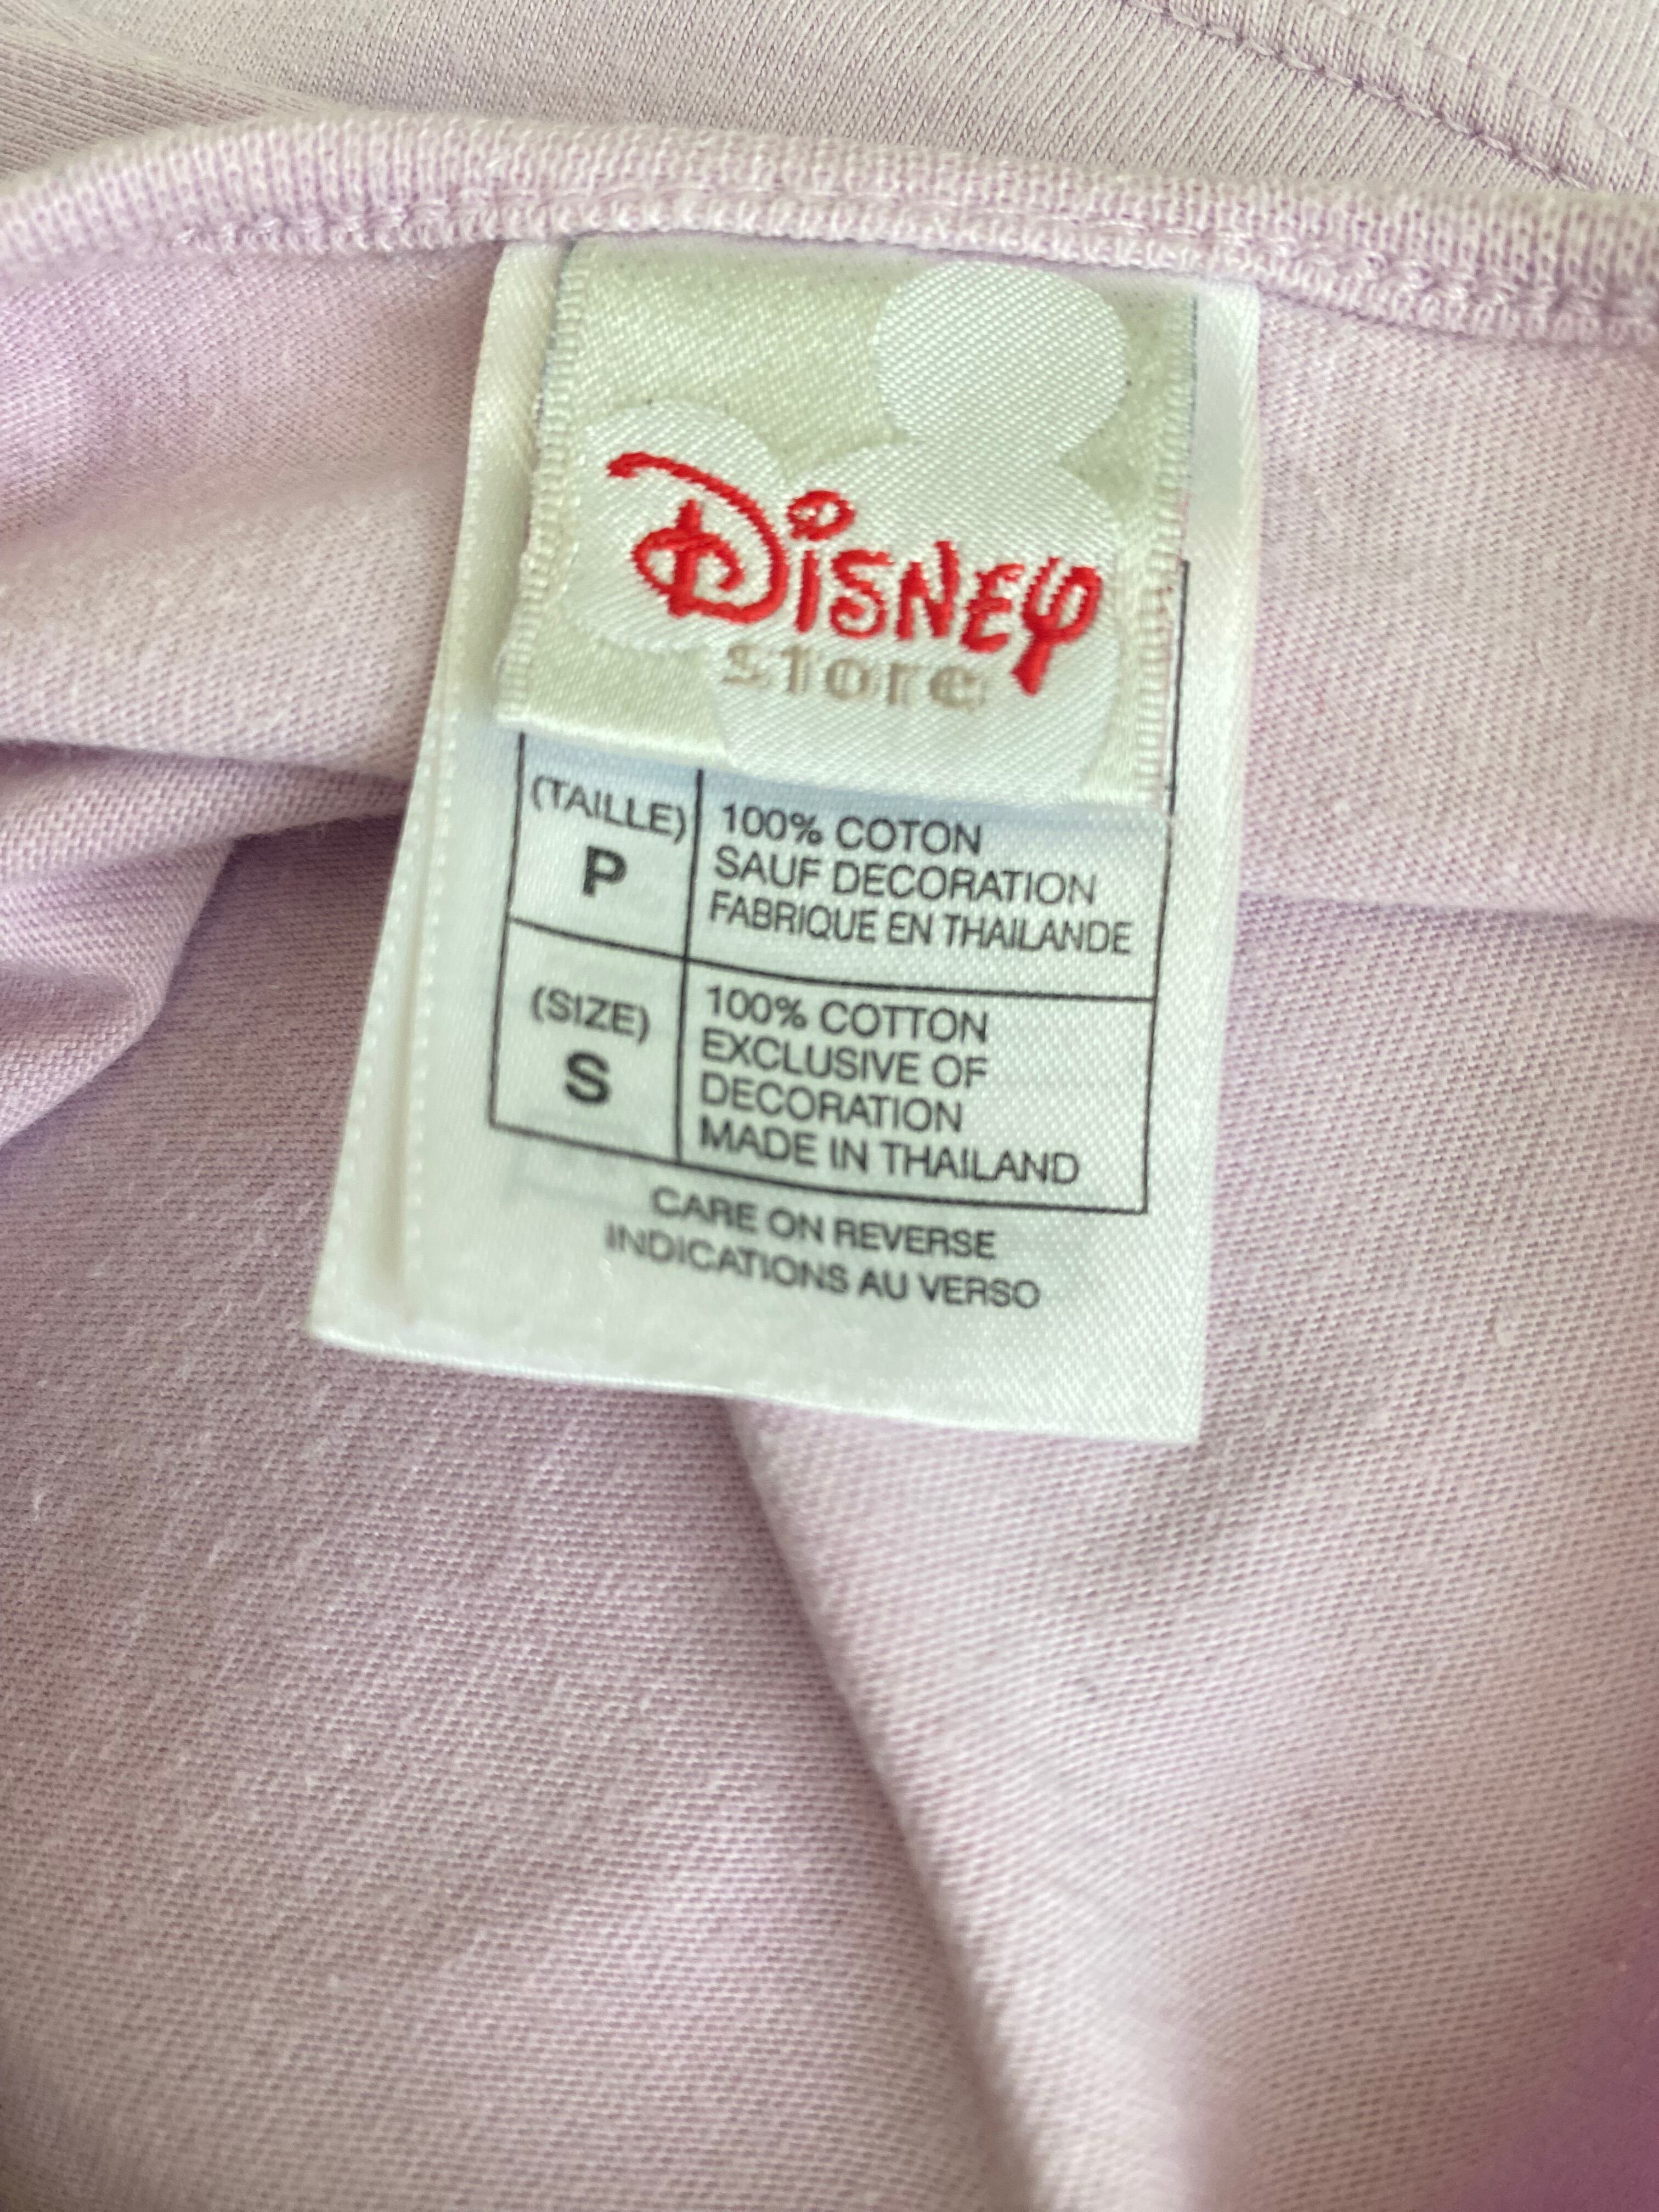 DISNEY
store
(TAILLE)
P
100% COTON
SAUF DECORATION
FABRIQUE EN THAILANDE
(SIZE)
S
100% COTTON
EXCLUSIVE OF
DECORATION
MADE IN THAILAND
CARE ON REVERSE
INDICATIONS AU VERSO